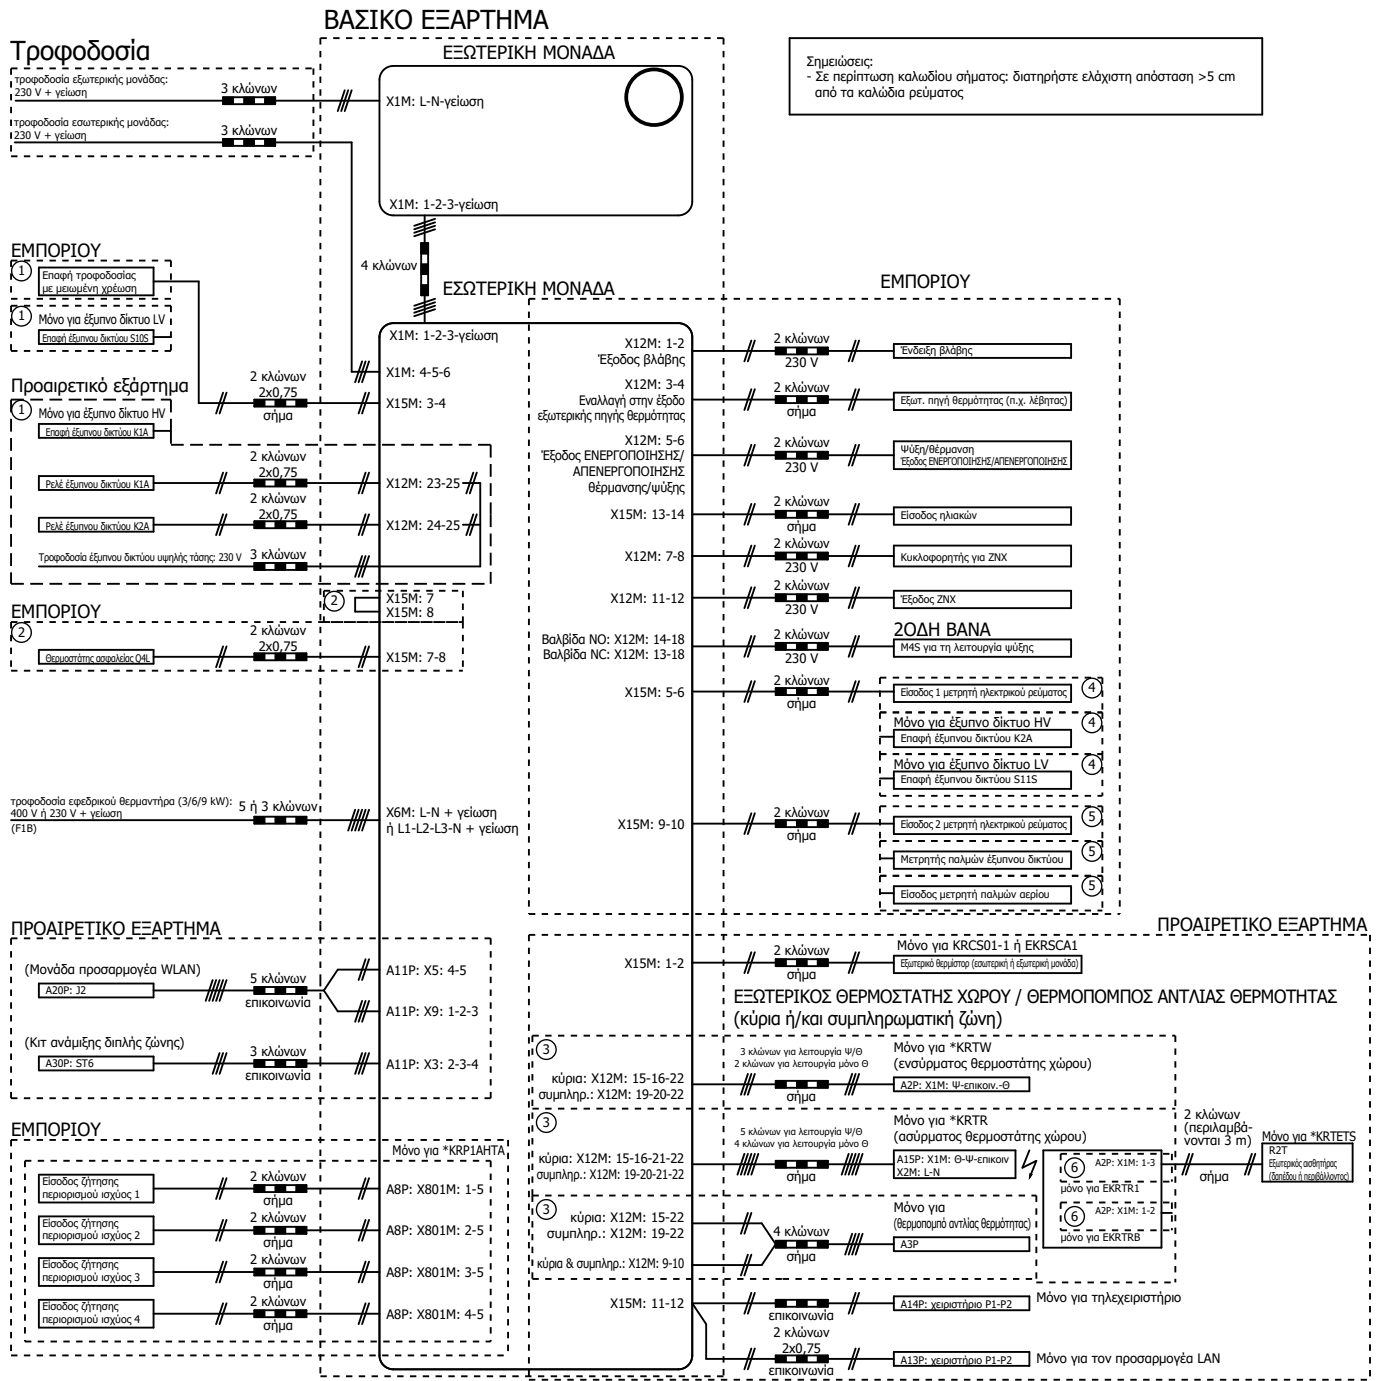 ΒΑΣΙΚΟ ΕΞΑΡΤΗΜΑ
Τροφοδοσία
τροφοδοσία εξωτερικής μονάδας:
230 V + γείωση
3 κλώνων
τροφοδοσία εσωτερικής μονάδας:
230 V + γείωση
3 κλώνων
ΕΞΩΤΕΡΙΚΗ ΜΟΝΑΔΑ
X1M: L-N-γείωση
X1M: 1-2-3-γείωση
Σημειώσεις:
- Σε περίπτωση καλωδίου σήματος: διατηρήστε ελάχιστη απόσταση >5 cm
από τα καλώδια ρεύματος
4 κλώνων
ΕΣΩΤΕΡΙΚΗ ΜΟΝΑΔΑ
X1M: 1-2-3-γείωση
X1M: 4-5-6
ΕΜΠΟΡΙΟΥ
1
Επαφή τροφοδοσίας
με μειωμένη χρέωση
1
Μόνο για έξυπνο δίκτυο LV
Επαφή έξυπνου δικτύου S10S
Προαιρετικό εξάρτημα
1
Μόνο για έξυπνο δίκτυο HV
Επαφή έξυπνου δικτύου K1A
2 κλώνων
2x0,75
σήμα
X15M: 3-4
Ρελέ έξυπνου δικτύου K1A
2 κλώνων
2x0,75
X12M: 23-25
Ρελέ έξυπνου δικτύου K2A
2 κλώνων
2x0,75
X12M: 24-25
Τροφοδοσία έξυπνου δικτύου υψηλής τάσης: 230 V
3 κλώνων
2
X15M: 7
X15M: 8
ΕΜΠΟΡΙΟΥ
2
Θερμοστάτης ασφαλείας Q4L
2 κλώνων
2x0,75
X15M: 7-8
τροφοδοσία εφεδρικού θερμαντήρα (3/6/9 kW):
400 V ή 230 V + γείωση
(F1B)
5 ή 3 κλώνων
X6M: L-N + γείωση
ή L1-L2-L3-N + γείωση
ΠΡΟΑΙΡΕΤΙΚΟ ΕΞΑΡΤΗΜΑ
(Μονάδα προσαρμογέα WLAN)
A20P: J2
5 κλώνων
επικοινωνία
A11P: X5: 4-5
A11P: X9: 1-2-3
(Κιτ ανάμιξης διπλής ζώνης)
A30P: ST6
3 κλώνων
επικοινωνία
A11P: X3: 2-3-4
ΕΜΠΟΡΙΟΥ
Μόνο για *KRP1AHTA
Είσοδος ζήτησης
περιορισμού ισχύος 1
2 κλώνων
σήμα
A8P: X801M: 1-5
Είσοδος ζήτησης
περιορισμού ισχύος 2
2 κλώνων
σήμα
A8P: X801M: 2-5
Είσοδος ζήτησης
περιορισμού ισχύος 3
2 κλώνων
σήμα
A8P: X801M: 3-5
Είσοδος ζήτησης
περιορισμού ισχύος 4
2 κλώνων
σήμα
A8P: X801M: 4-5
ΕΜΠΟΡΙΟΥ
X12M: 1-2
Έξοδος βλάβης
2 κλώνων
230 V
Ένδειξη βλάβης
X12M: 3-4
Εναλλαγή στην έξοδο
εξωτερικής πηγής θερμότητας
2 κλώνων
σήμα
Εξωτ. πηγή θερμότητας (π.χ. λέβητας)
X12M: 5-6
Έξοδος ΕΝΕΡΓΟΠΟΙΗΣΗΣ/
ΑΠΕΝΕΡΓΟΠΟΙΗΣΗΣ
θέρμανσης/ψύξης
2 κλώνων
230 V
Ψύξη/θέρμανση
Έξοδος ΕΝΕΡΓΟΠΟΙΗΣΗΣ/ΑΠΕΝΕΡΓΟΠΟΙΗΣΗΣ
X15M: 13-14
2 κλώνων
σήμα
Είσοδος ηλιακών
X12M: 7-8
2 κλώνων
230 V
Κυκλοφορητής για ΖΝΧ
X12M: 11-12
2 κλώνων
230 V
Έξοδος ΖΝΧ
Βαλβίδα NO: X12M: 14-18
Βαλβίδα NC: X12M: 13-18
2 κλώνων
230 V
2ΟΔΗ ΒΑΝΑ
M4S για τη λειτουργία ψύξης
X15M: 5-6
2 κλώνων
σήμα
Είσοδος 1 μετρητή ηλεκτρικού ρεύματος
4
Μόνο για έξυπνο δίκτυο HV
4
Επαφή έξυπνου δικτύου K2A
Μόνο για έξυπνο δίκτυο LV
4
Επαφή έξυπνου δικτύου S11S
X15M: 9-10
2 κλώνων
σήμα
Είσοδος 2 μετρητή ηλεκτρικού ρεύματος
5
Μετρητής παλμών έξυπνου δικτύου
5
Είσοδος μετρητή παλμών αερίου
5
ΠΡΟΑΙΡΕΤΙΚΟ ΕΞΑΡΤΗΜΑ
X15M: 1-2
2 κλώνων
σήμα
Μόνο για KRCS01-1 ή EKRSCA1
Εξωτερικό θερμίστορ (εσωτερική ή εξωτερική μονάδα)
ΕΞΩΤΕΡΙΚΟΣ ΘΕΡΜΟΣΤΑΤΗΣ ΧΩΡΟΥ / ΘΕΡΜΟΠΟΜΠΟΣ ΑΝΤΛΙΑΣ ΘΕΡΜΟΤΗΤΑΣ
(κύρια ή/και συμπληρωματική ζώνη)
3
κύρια: X12M: 15-16-22
συμπληρ.: X12M: 19-20-22
3 κλώνων για λειτουργία Ψ/Θ
2 κλώνων για λειτουργία μόνο Θ
σήμα
Μόνο για *KRTW
(ενσύρματος θερμοστάτης χώρου)
A2P: X1M: Ψ-επικοιν.-Θ
3
κύρια: X12M: 15-16-21-22
συμπληρ.: X12M: 19-20-21-22
5 κλώνων για λειτουργία Ψ/Θ
4 κλώνων για λειτουργία μόνο Θ
σήμα
Μόνο για *KRTR
(ασύρματος θερμοστάτης χώρου)
A15P: X1M: Θ-Ψ-επικοιν
X2M: L-N
6
A2P: X1M: 1-3
μόνο για EKRTR1
6
A2P: X1M: 1-2
μόνο για EKRTRB
2 κλώνων
(περιλαμβά-
νονται 3 m)
σήμα
Μόνο για *KRTETS
R2T
Εξωτερικός αισθητήρας
(δαπέδου ή περιβάλλοντος)
3
κύρια: X12M: 15-22
συμπληρ.: X12M: 19-22
κύρια & συμπληρ.: X12M: 9-10
4 κλώνων
σήμα
Μόνο για
(θερμοπομπό αντλίας θερμότητας)
A3P
X15M: 11-12
επικοινωνία
A14P: χειριστήριο P1-P2
Μόνο για τηλεχειριστήριο
2 κλώνων
2x0,75
επικοινωνία
A13P: χειριστήριο P1-P2
Μόνο για τον προσαρμογέα LAN